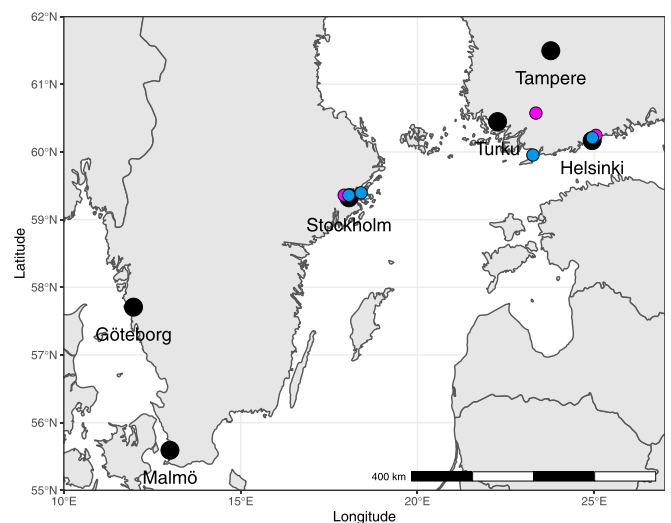 62°N
61°N
Tampere
60°N
Turku
Helsinki
59°N
Stockholm
58°N
Göteborg
57°N
56°N
Malmö
400 km
55°N
10°E
15°E
20°E
25°E
Longitude
Latitude